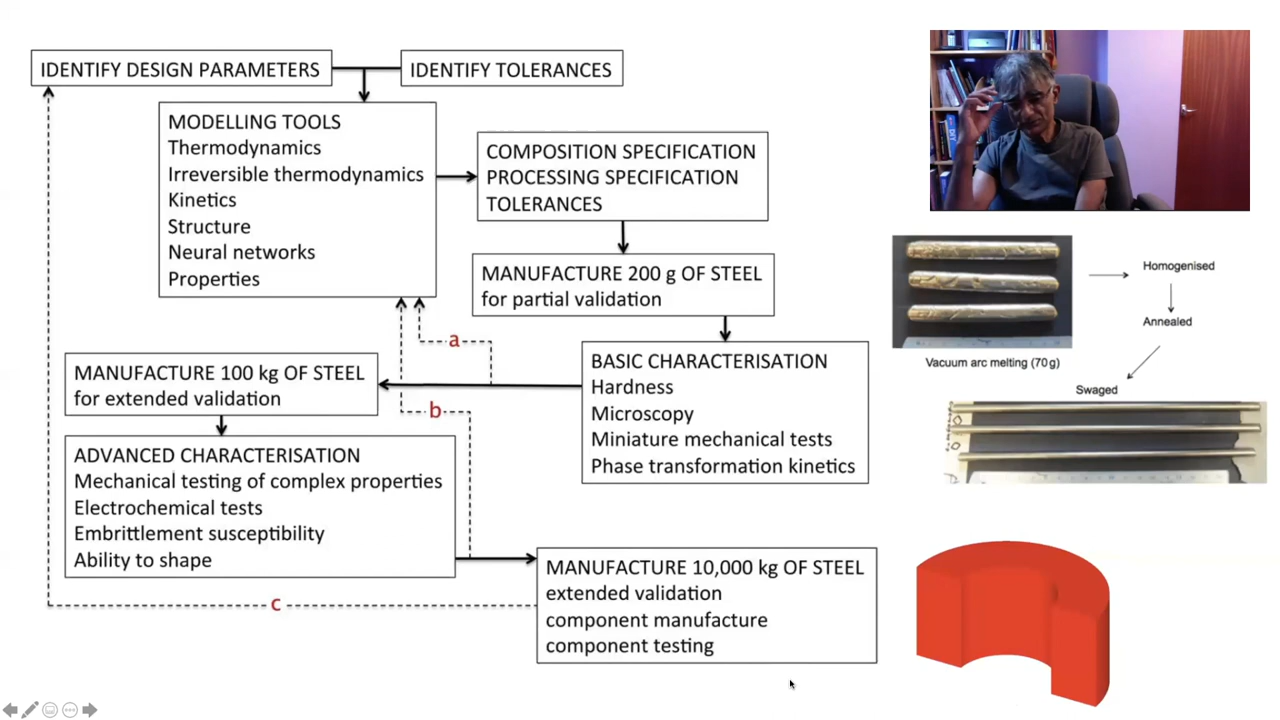 IDENTIFY DESIGN PARAMETERS
IDENTIFY TOLERANCES
MODELLING TOOLS
Thermodynamics
Irreversible thermodynamics
Kinetics
Structure
Neural networks
Properties
COMPOSITION SPECIFICATION
PROCESSING SPECIFICATION
TOLERANCES
MANUFACTURE 200 g OF STEEL
for partial validation
a
BASIC CHARACTERISATION
Hardness
Microscopy
Miniature mechanical tests
Phase transformation kinetics
MANUFACTURE 100 kg OF STEEL
for extended validation
b
ADVANCED CHARACTERISATION
Mechanical testing of complex properties
Electrochemical tests
Embrittlement susceptibility
Ability to shape
MANUFACTURE 10,000 kg OF STEEL
extended validation
component manufacture
component testing
c
Homogenised
Annealed
Vacuum arc melting (70 g)
Swaged